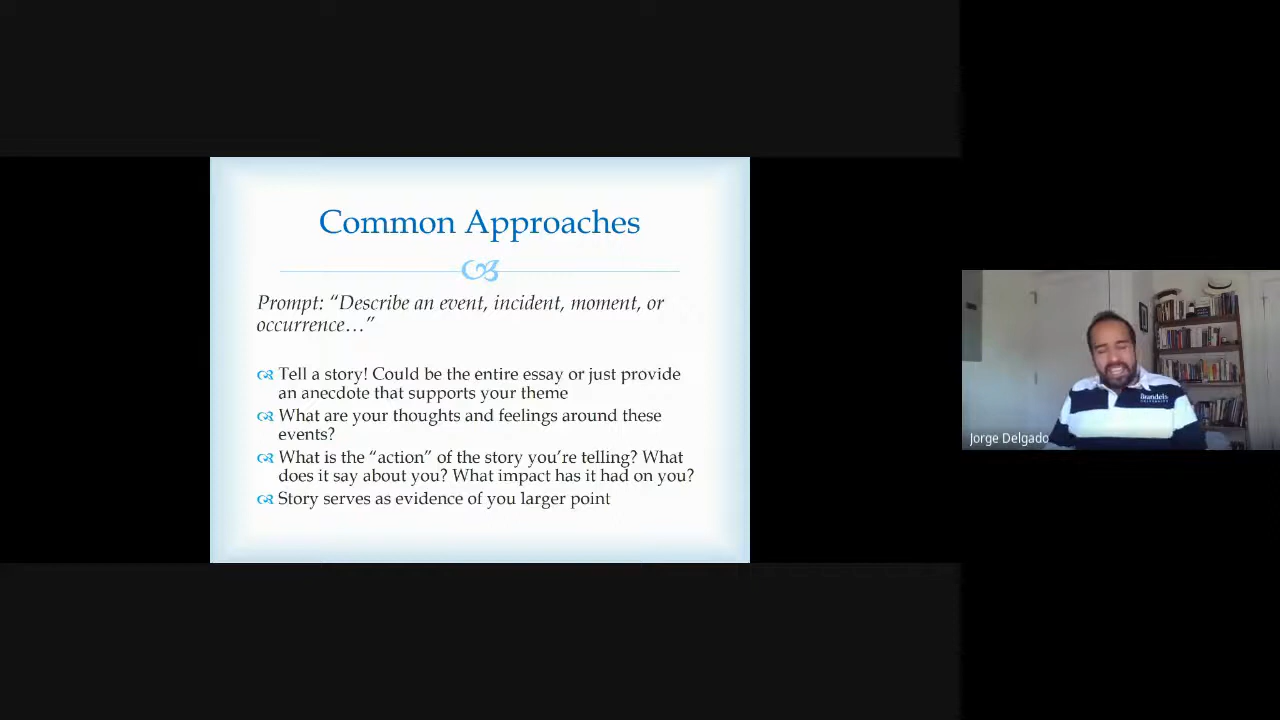 Common Approaches
Prompt: “Describe an event, incident, moment, or
occurrence…”
Tell a story! Could be the entire essay or just provide
an anecdote that supports your theme
What are your thoughts and feelings around these
events?
What is the “action” of the story you’re telling? What
does it say about you? What impact has it had on you?
Story serves as evidence of you larger point
Brandeis
UNIVERSITY
Jorge Delgado